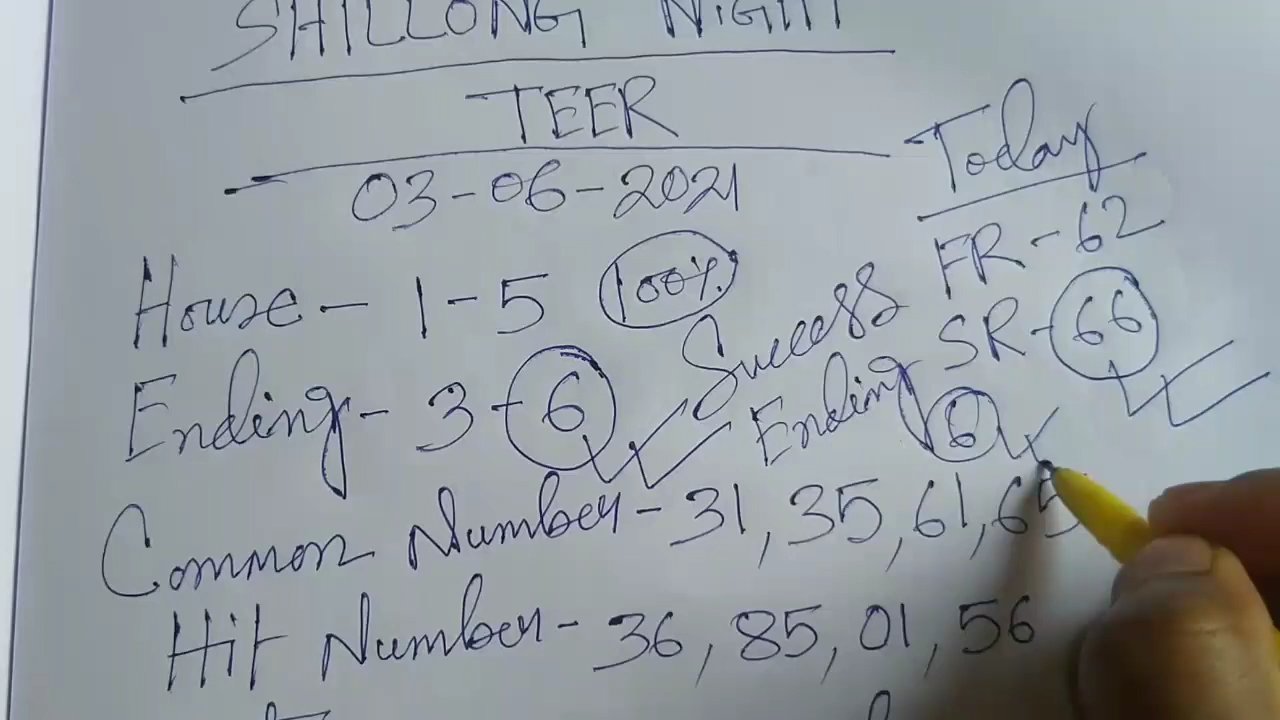 SHILLONG NIGHT
TEER
03-06-2021
Today
FR-62
SR-66
House- 1-5 100%
Success
Ending- 3-6
Ending 6
Common Number- 31, 35, 61, 65
Hit Number- 36, 85, 01, 56